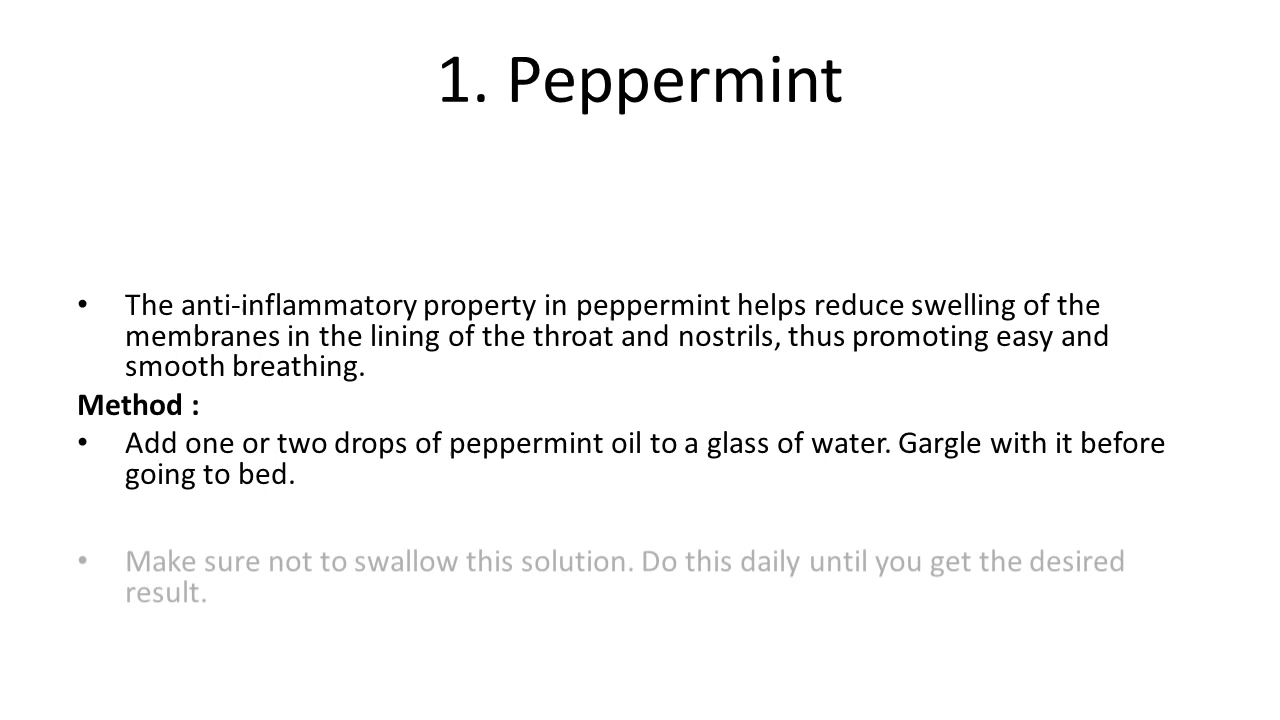 1. Peppermint
• The anti-inflammatory property in peppermint helps reduce swelling of the
membranes in the lining of the throat and nostrils, thus promoting easy and
smooth breathing.
Method :
• Add one or two drops of peppermint oil to a glass of water. Gargle with it before
going to bed.
• Make sure not to swallow this solution. Do this daily until you get the desired
result.